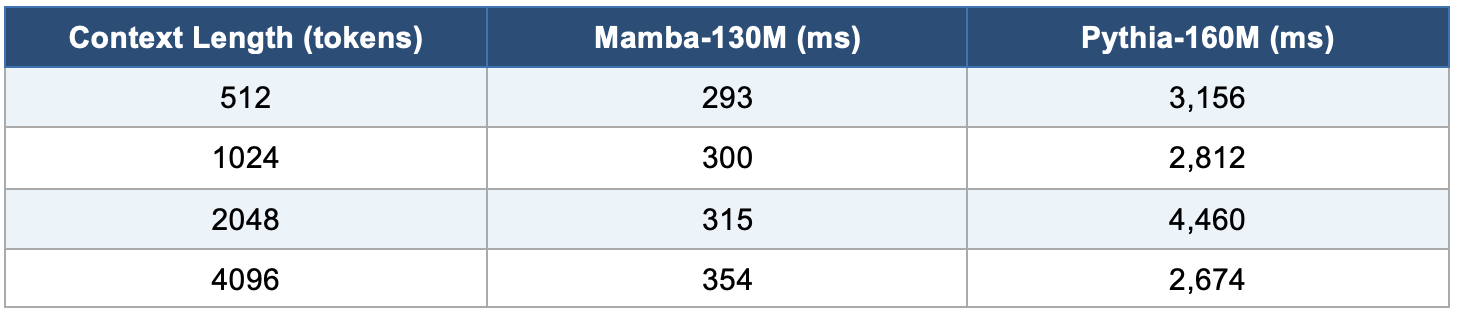 Context Length (tokens) Mamba-130M (ms) Pythia-160M (ms)
512 293 3,156
1024 300 2,812
2048 315 4,460
4096 354 2,674